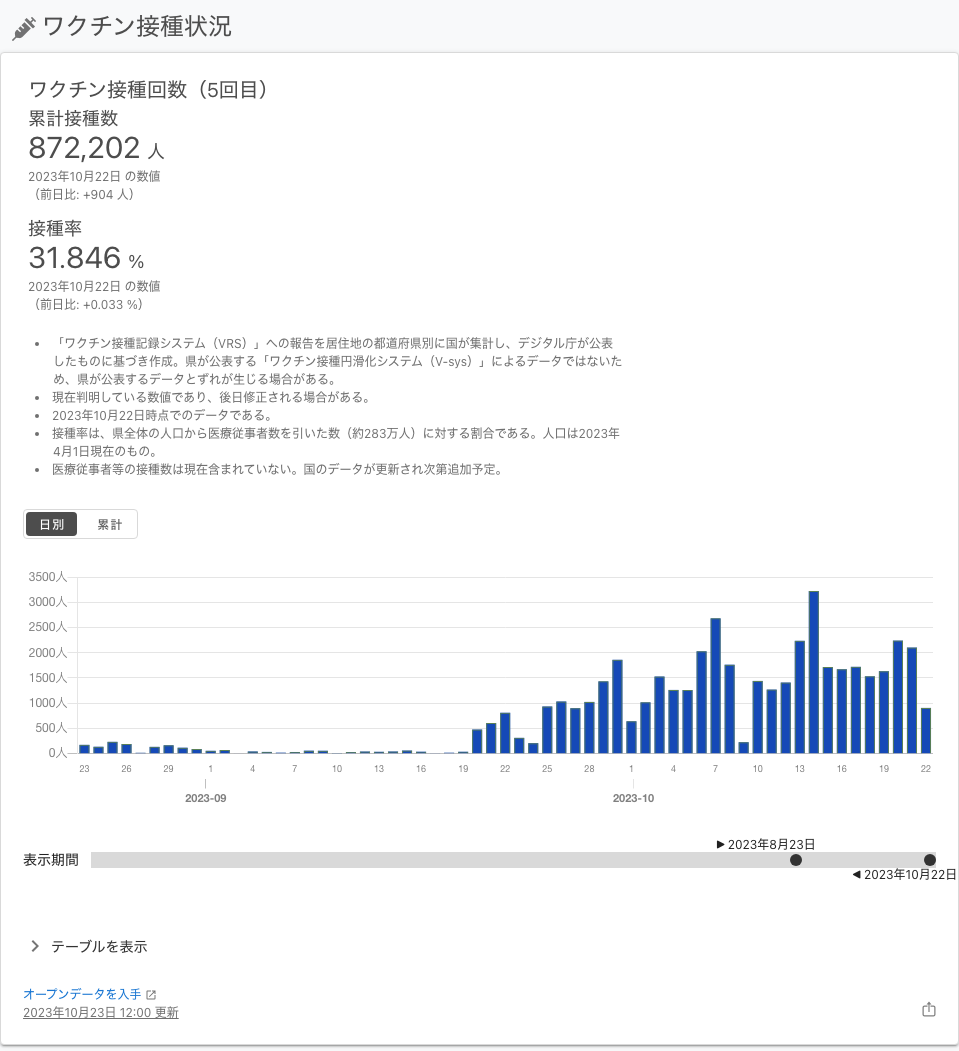 ワクチン接種状況
ワクチン接種回数（5回目）
累計接種数
872,202 人
2023年10月22日 の数値
（前日比: +904 人）
接種率
31.846 %
2023年10月22日 の数値
（前日比: +0.033 %）
• 「ワクチン接種記録システム（VRS）」への報告を居住地の都道府県別に国が集計し、デジタル庁が公表
したものに基づき作成。県が公表する「ワクチン接種円滑化システム（V-sys）」によるデータではないた
め、県が公表するデータとずれが生じる場合がある。
• 現在判明している数値であり、後日修正される場合がある。
• 2023年10月22日時点でのデータである。
• 接種率は、県全体の人口から医療従事者数を引いた数（約283万人）に対する割合である。人口は2023年
4月1日現在のもの。
• 医療従事者等の接種数は現在含まれていない。国のデータが更新され次第追加予定。
日別 累計
3500人
3000人
2500人
2000人
1500人
1000人
500人
0人
23 26 29 1 4 7 10 13 16 19 22 25 28 1 4 7 10 13 16 19 22
2023-09 2023-10
▶ 2023年8月23日
表示期間
◀ 2023年10月22日
テーブルを表示
オープンデータを入手
2023年10月23日 12:00 更新